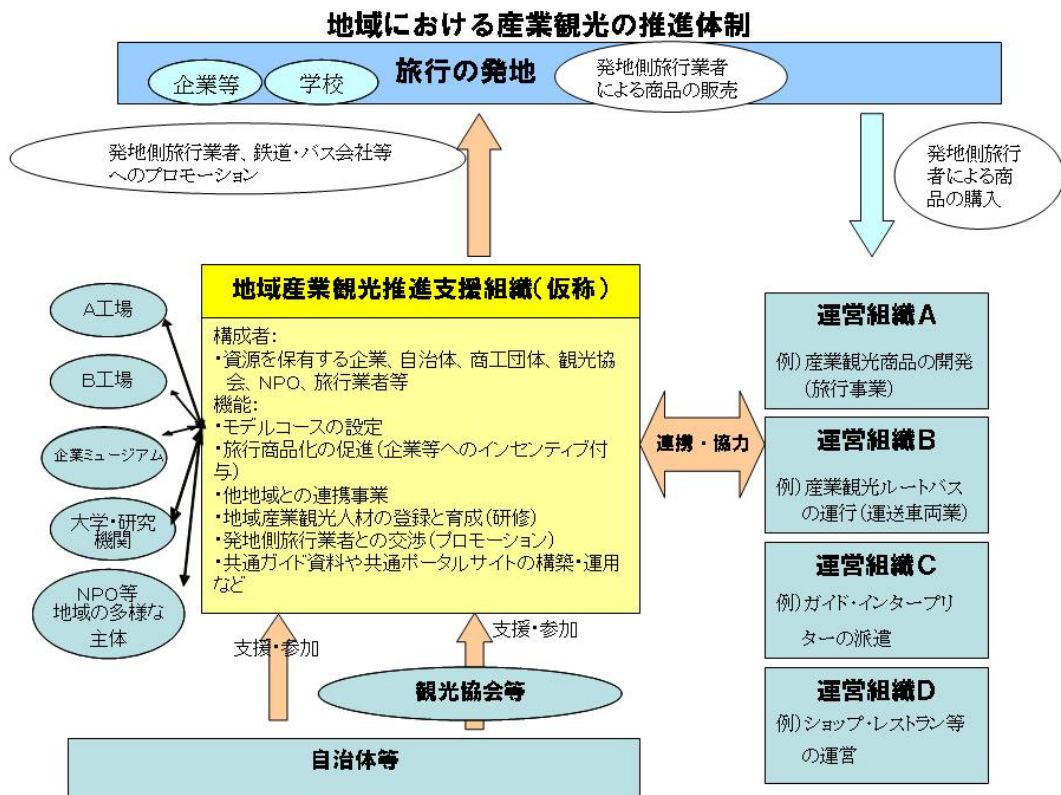 地域における産業観光の推進体制
企業等
学校
旅行の発地
発地側旅行業者
による商品の販売
発地側旅行業者、鉄道・バス会社等
へのプロモーション
発地側旅行
者による商
品の購入
地域産業観光推進支援組織(仮称)
構成者:
・資源を保有する企業、自治体、商工団体、観光協
会、NPO、旅行業者等
機能:
・モデルコースの設定
・旅行商品化の促進(企業等へのインセンティブ付
与)
・他地域との連携事業
・地域産業観光人材の登録と育成(研修)
・発地側旅行業者との交渉(プロモーション)
・共通ガイド資料や共通ポータルサイトの構築・運用
など
A工場
B工場
企業ミュージアム
大学・研究
機関
NPO等
地域の多様な
主体
連携・協力
運営組織A
例)産業観光商品の開発
(旅行事業)
運営組織B
例)産業観光ルートバス
の運行(運送車両業)
運営組織C
例)ガイド・インタープリ
ターの派遣
運営組織D
例)ショップ・レストラン等
の運営
支援・参加
支援・参加
観光協会等
自治体等